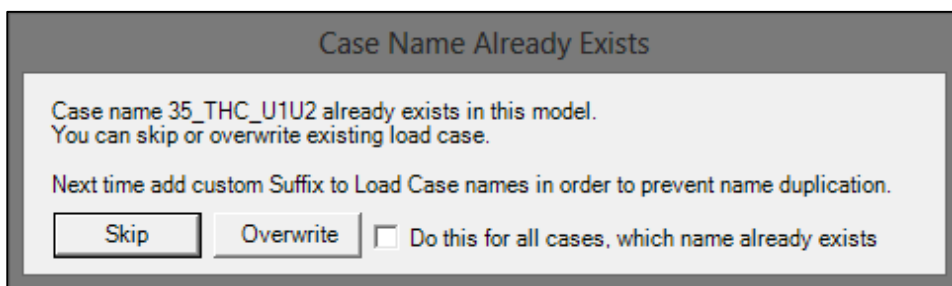 Case Name Already Exists
Case name 35_THC_U1U2 already exists in this model.
You can skip or overwrite existing load case.
Next time add custom Suffix to Load Case names in order to prevent name duplication.
Skip Overwrite Do this for all cases, which name already exists